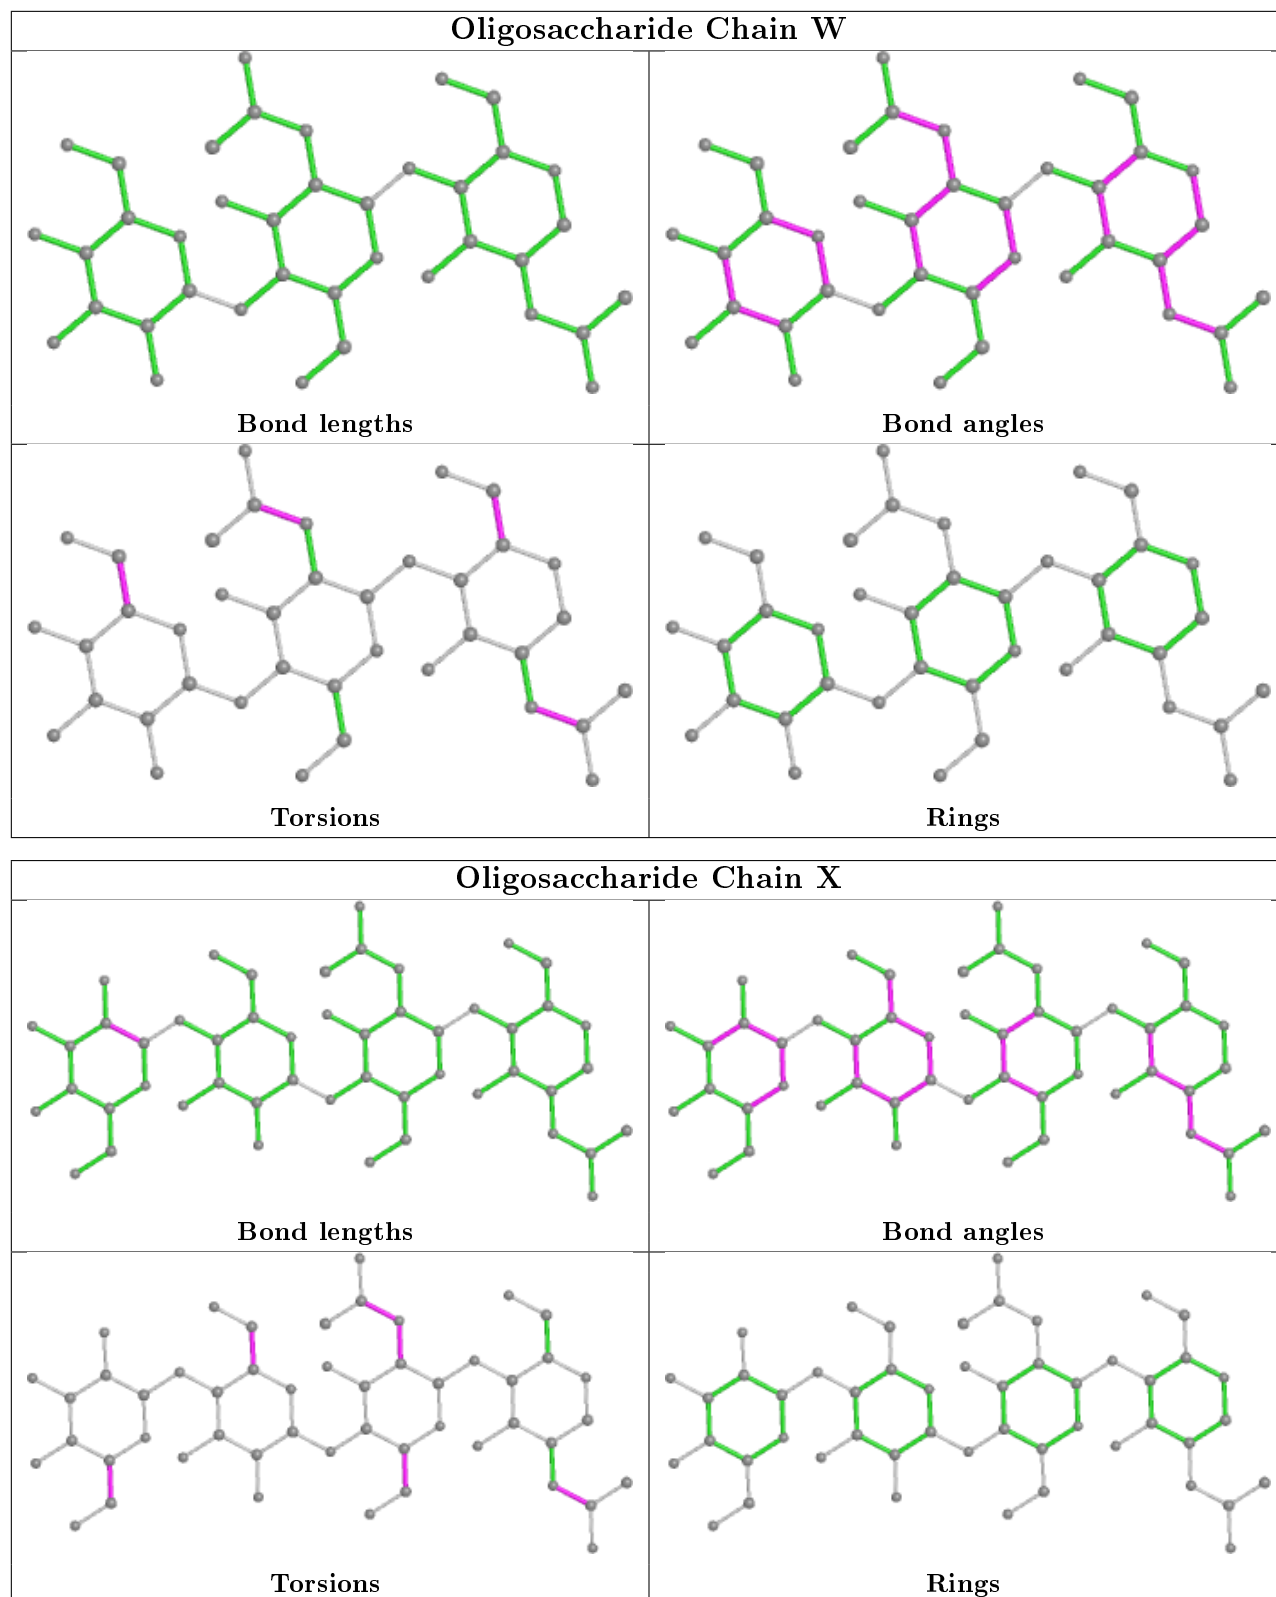 Oligosaccharide Chain W
Bond lengths
Bond angles
Torsions
Rings
Oligosaccharide Chain X
Bond lengths
Bond angles
Torsions
Rings